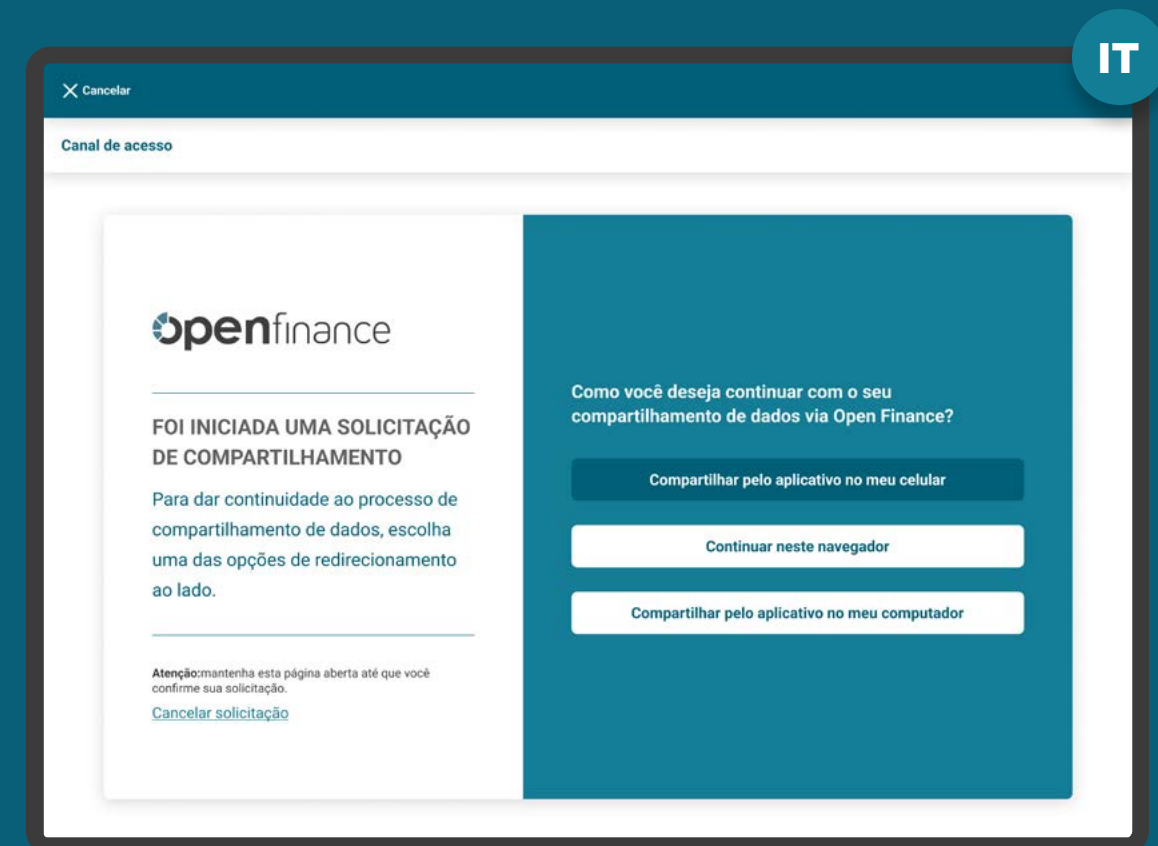 IT
Cancelar
Canal de acesso
openfinance
FOI INICIADA UMA SOLICITAÇÃO
DE COMPARTILHAMENTO
Para dar continuidade ao processo de
compartilhamento de dados, escolha
uma das opções de redirecionamento
ao lado.
Atenção:mantenha esta página aberta até que você
confirme sua solicitação.
Cancelar solicitação
Como você deseja continuar com o seu
compartilhamento de dados via Open Finance?
Compartilhar pelo aplicativo no meu celular
Continuar neste navegador
Compartilhar pelo aplicativo no meu computador